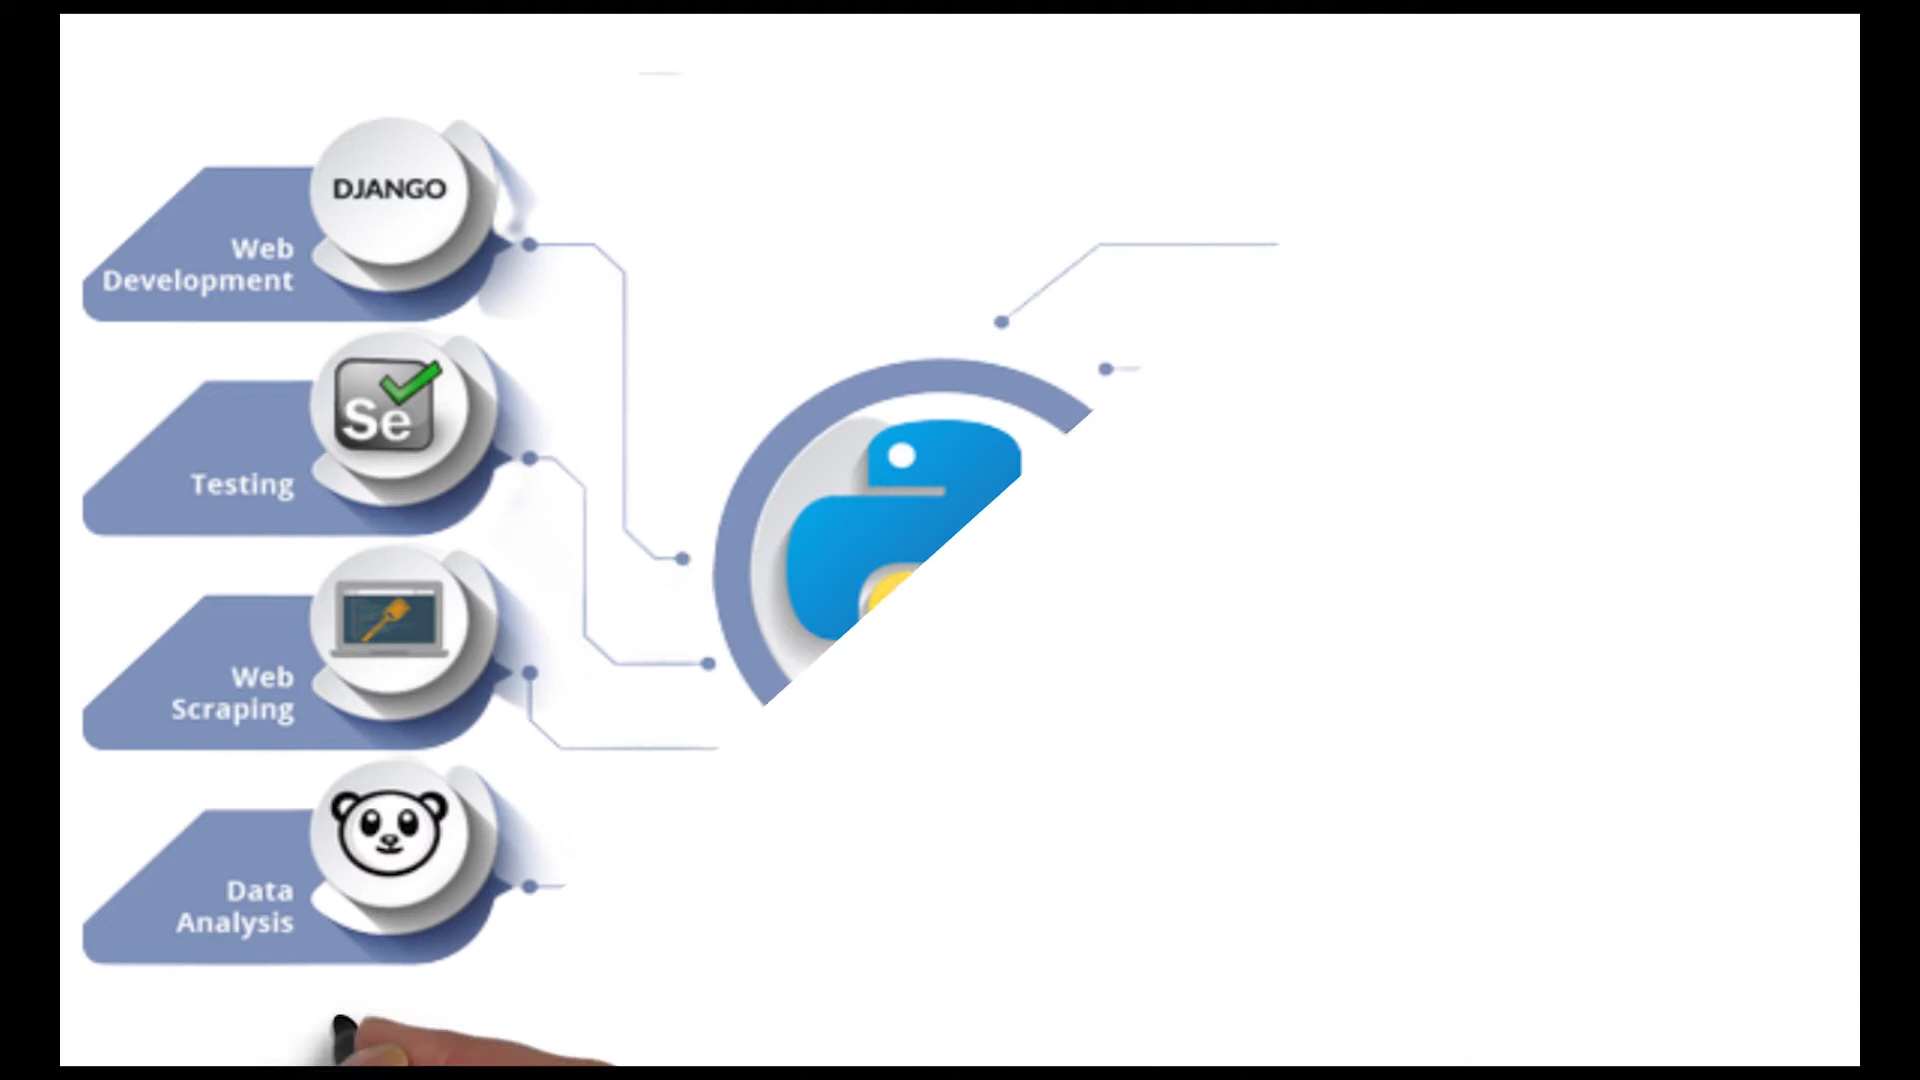 DJANGO
Web
Development
Se
Testing
Web
Scraping
Data
Analysis